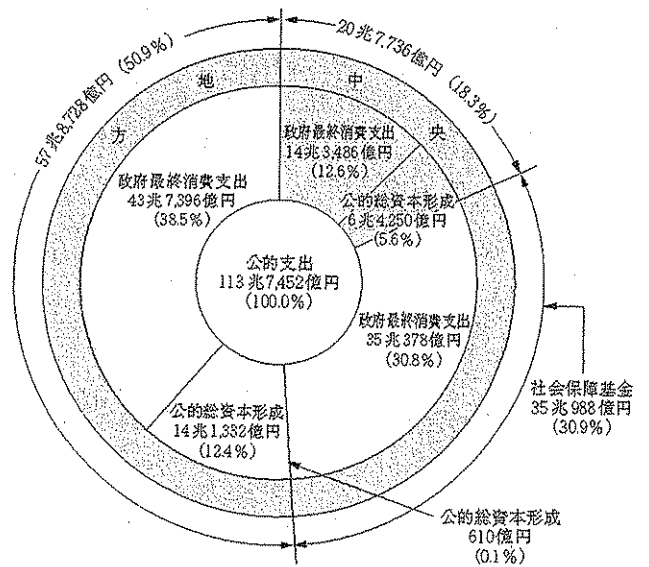 20兆7,736億円
(18.3%)
57兆8,728億円 (50.9%)
地
方
中
央
政府最終消費支出
14兆3,486億円
(12.6%)
公的総資本形成
6兆4,250億円
(5.6%)
政府最終消費支出
43兆7,396億円
(38.5%)
公的支出
113兆7,452億円
(100.0%)
政府最終消費支出
35兆378億円
(30.8%)
公的総資本形成
14兆1,332億円
(12.4%)
社会保障基金
35兆988億円
(30.9%)
公的総資本形成
610億円
(0.1%)